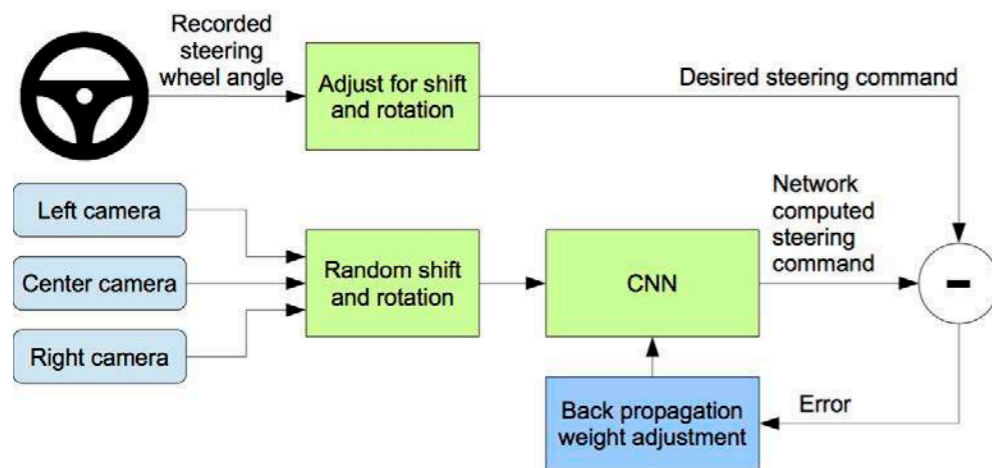 Recorded
steering
wheel angle
Adjust for shift
and rotation
Desired steering command
Left camera
Center camera
Right camera
Random shift
and rotation
CNN
Network
computed
steering
command
-
Back propagation
weight adjustment
Error